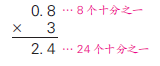 0.8 … 8个十分之一
× 3
2.4 … 24个十分之一